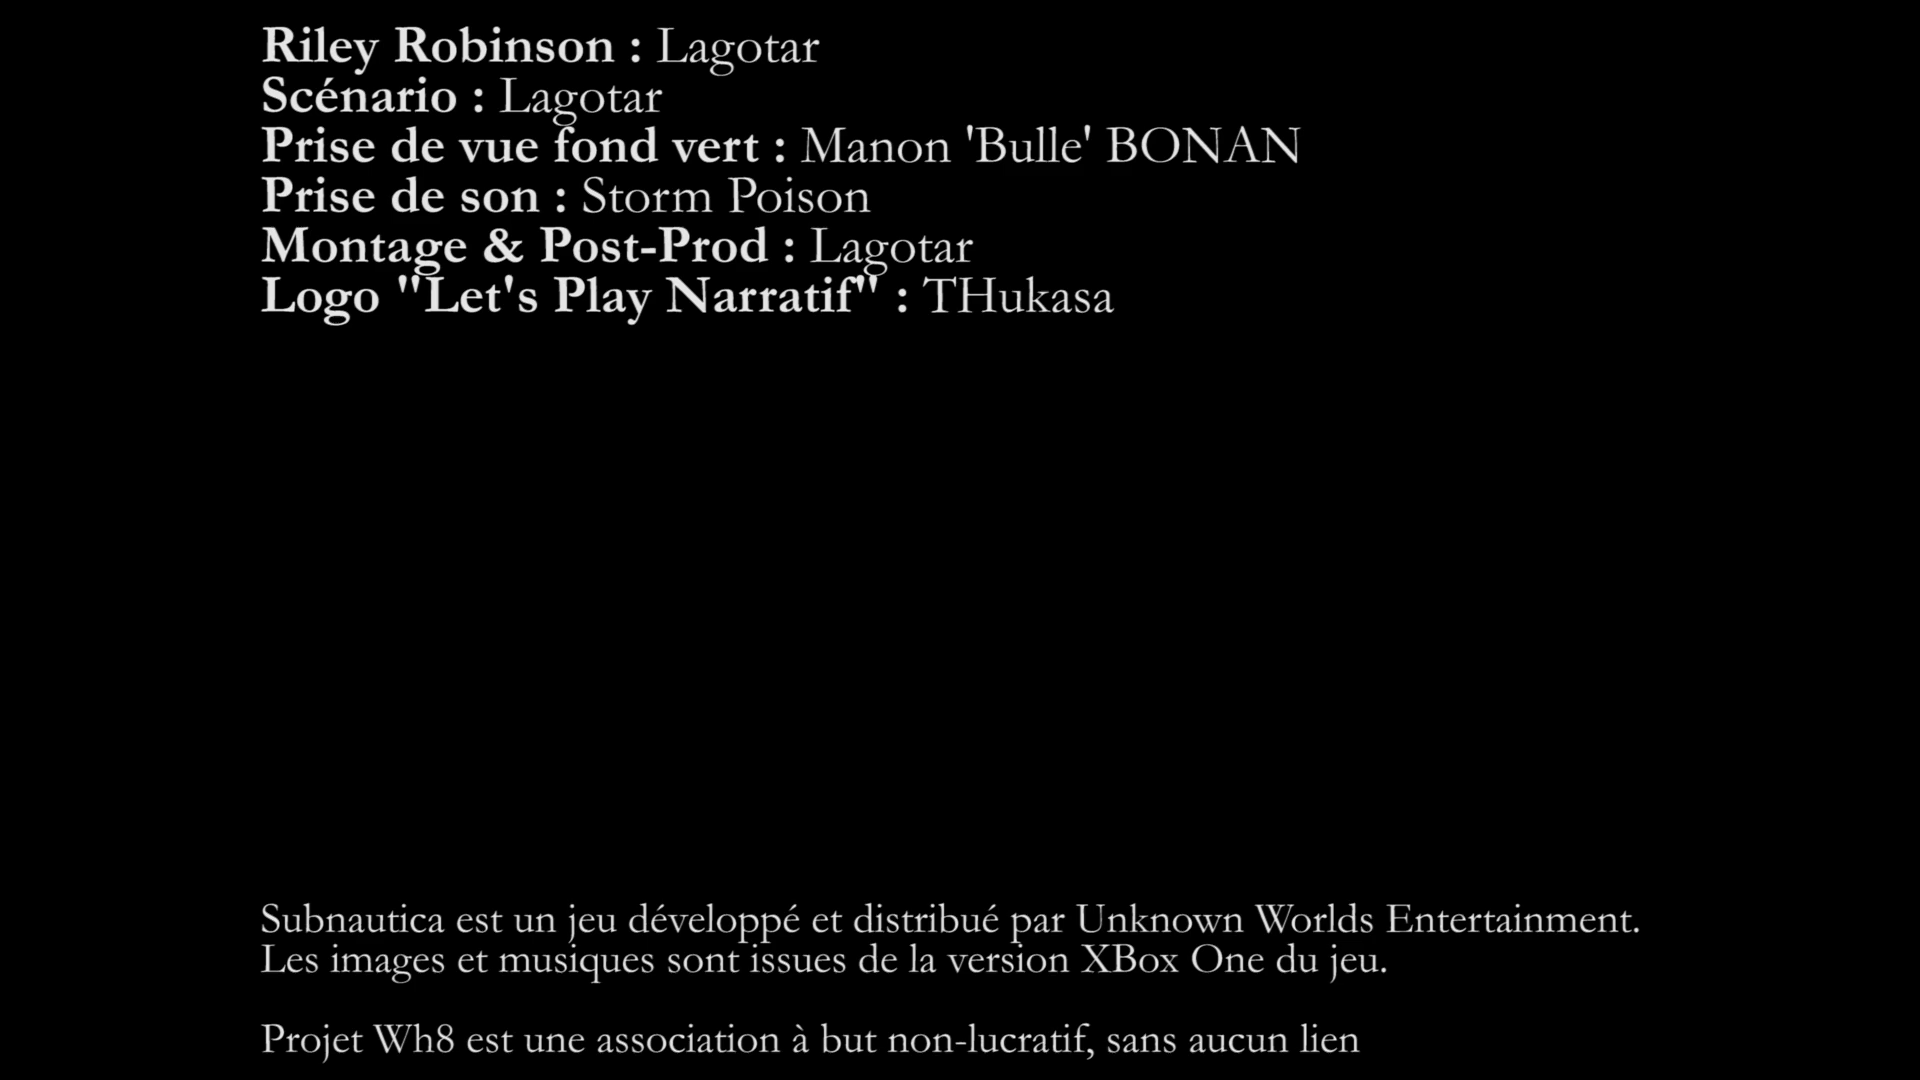 Riley Robinson : Lagotar
Scénario : Lagotar
Prise de vue fond vert : Manon 'Bulle' BONAN
Prise de son : Storm Poison
Montage & Post-Prod : Lagotar
Logo "Let's Play Narratif" : THukasa
Subnautica est un jeu développé et distribué par Unknown Worlds Entertainment.
Les images et musiques sont issues de la version XBox One du jeu.
Projet Wh8 est une association à but non-lucratif, sans aucun lien